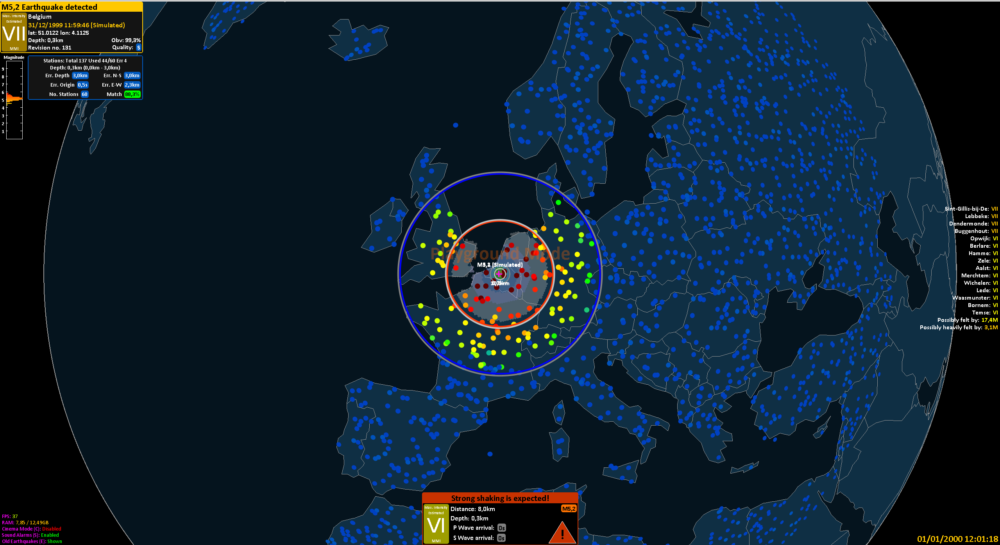 M5,2 Earthquake detected
Max. Intensity
Estimated
VII
MMI
Belgium
31/12/1999 11:59:46 (Simulated)
lat: 51.0122 lon: 4.1125
Depth: 0,3km
Obv: 99,3%
Revision no. 131
Quality: S
Magnitude
9
8
7
6
5
4
3
2
1
Stations: Total 137 Used 44/60 Err 4
Depth: 0,3km (0,0km - 3,0km)
Err. Depth 3,0km
Err. N-S 3,0km
Err. Origin 0,5s
Err. E-W 2,3km
No. Stations 60
Match 88,3%
Playground Mode
(Simulated)
Sint-Gillis-bij-De: VII
Lebbeke: VII
Dendermonde: VII
Buggenhout: VII
Opwijk: VI
Berlare: VI
Hamme: VI
Zele: VI
Aalst: VI
Merchtem: VI
Wichelen: VI
Lede: VI
Waasmunster: VI
Bornem: VI
Temse: VI
Possibly felt by: 17,4M
Possibly heavily felt by: 3,1M
Strong shaking is expected!
Max. Intensity
Estimated
VI
MMI
Distance: 8,0km
M5,2
Depth: 0,3km
P Wave arrival: 0s
S Wave arrival: 0s
!
FPS: 37
RAM: 7,85 / 12,49GB
Cinema Mode (C): Disabled
Sound Alarms (S): Enabled
Old Earthquakes (E): Shown
01/01/2000 12:01:18